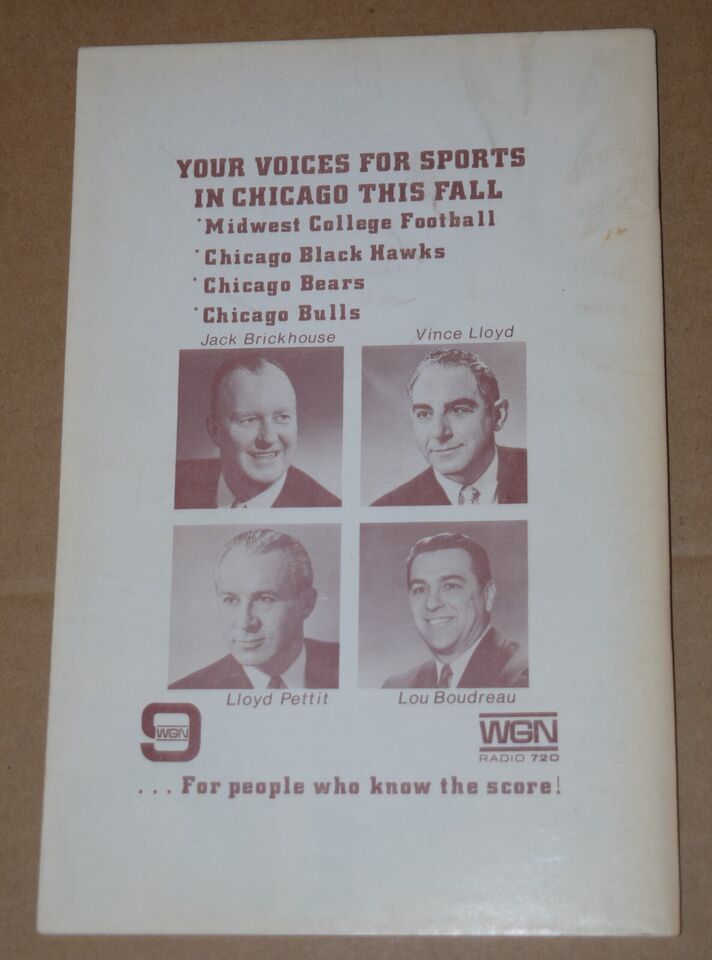 YOUR VOICES FOR SPORTS
IN CHICAGO THIS FALL
*Midwest College Football
*Chicago Black Hawks
*Chicago Bears
*Chicago Bulls
Jack Brickhouse
Vince Lloyd
Lloyd Pettit
Lou Boudreau
9
WGN
WGN
RADIO 720
... For people who know the score!